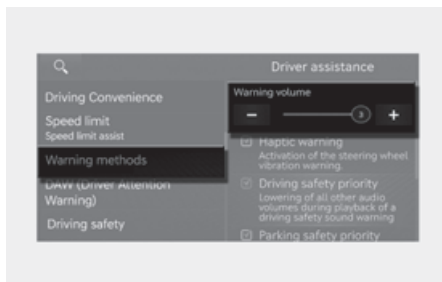 Driver assistance
Driving Convenience
Speed limit
Speed limit assist
Warning methods
DAW (Driver Attention
Warning)
Driving safety
Warning volume
− 3 +
Haptic warning
Activation of the steering wheel
vibration warning.
Driving safety priority
Lowering of all other audio
volumes during playback of a
driving safety sound warning
Parking safety priority